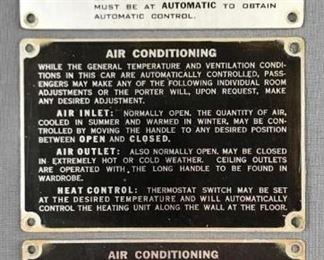 MUST BE AT AUTOMATIC TO OBTAIN
AUTOMATIC CONTROL.
AIR CONDITIONING
WHILE THE GENERAL TEMPERATURE AND VENTILATION CONDI-
TIONS IN THIS CAR ARE AUTOMATICALLY CONTROLLED, PASS-
ENGERS MAY MAKE ANY OF THE FOLLOWING INDIVIDUAL ROOM
ADJUSTMENTS OR THE PORTER WILL, UPON REQUEST, MAKE
ANY DESIRED ADJUSTMENT.
AIR INLET: NORMALLY OPEN. THE QUANTITY OF AIR,
COOLED IN SUMMER AND WARMED IN WINTER, MAY BE CON-
TROLLED BY MOVING THE HANDLE TO ANY DESIRED POSITION
BETWEEN OPEN AND CLOSED.
AIR OUTLET: ALSO NORMALLY OPEN, MAY BE CLOSED
IN EXTREMELY HOT OR COLD WEATHER. CEILING OUTLETS
ARE OPERATED WITH THE LONG HANDLE TO BE FOUND IN
WARDROBE.
HEAT CONTROL: THERMOSTAT SWITCH MAY BE SET
AT THE DESIRED TEMPERATURE AND WILL AUTOMATICALLY
CONTROL THE HEATING UNIT ALONG THE WALL AT THE FLOOR.
AIR CONDITIONING